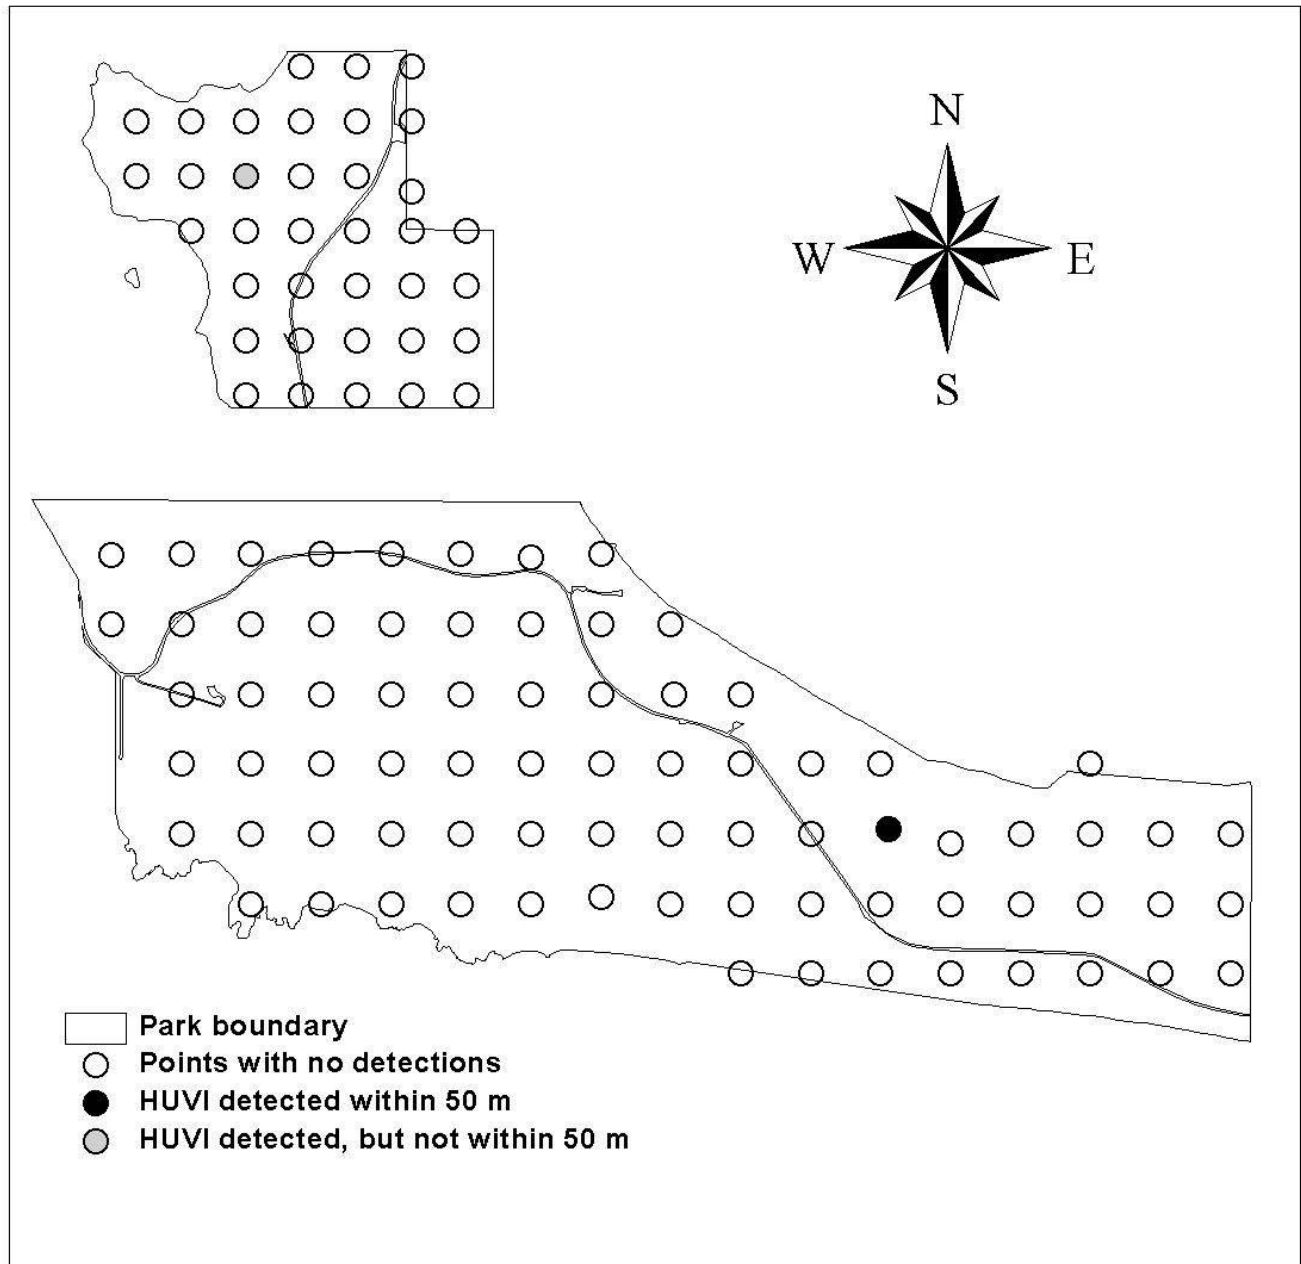 N
W E
S
Park boundary
Points with no detections
HUVI detected within 50 m
HUVI detected, but not within 50 m